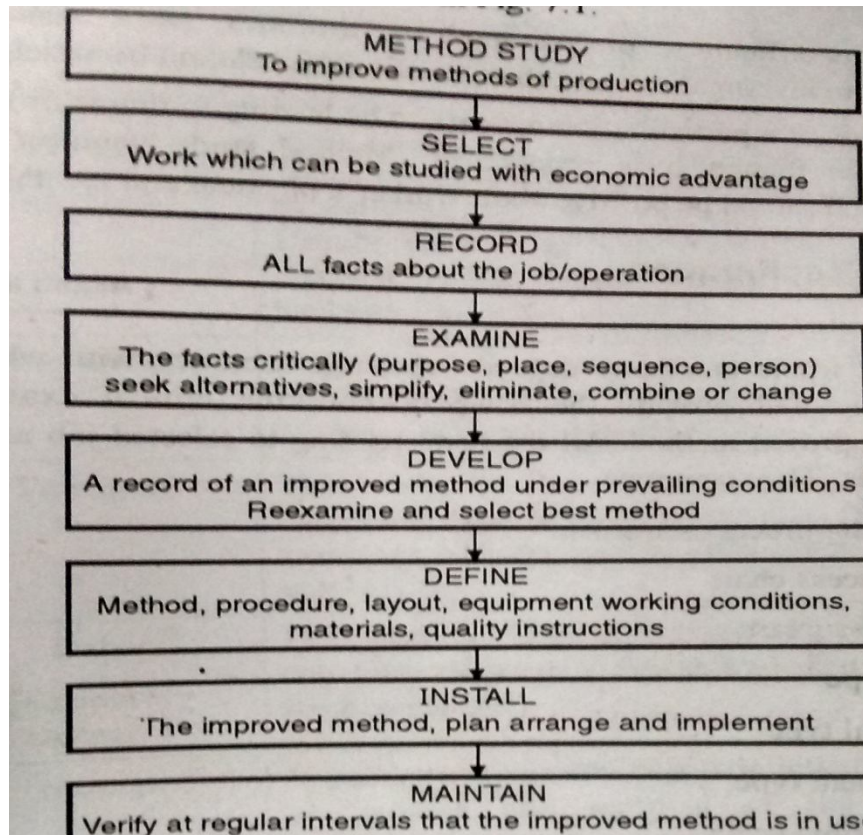 METHOD STUDY
To improve methods of production
SELECT
Work which can be studied with economic advantage
RECORD
ALL facts about the job/operation
EXAMINE
The facts critically (purpose, place, sequence, person)
seek alternatives, simplify, eliminate, combine or change
DEVELOP
A record of an improved method under prevailing conditions
Reexamine and select best method
DEFINE
Method, procedure, layout, equipment working conditions,
materials, quality instructions
INSTALL
The improved method, plan arrange and implement
MAINTAIN
Verify at regular intervals that the improved method is in us